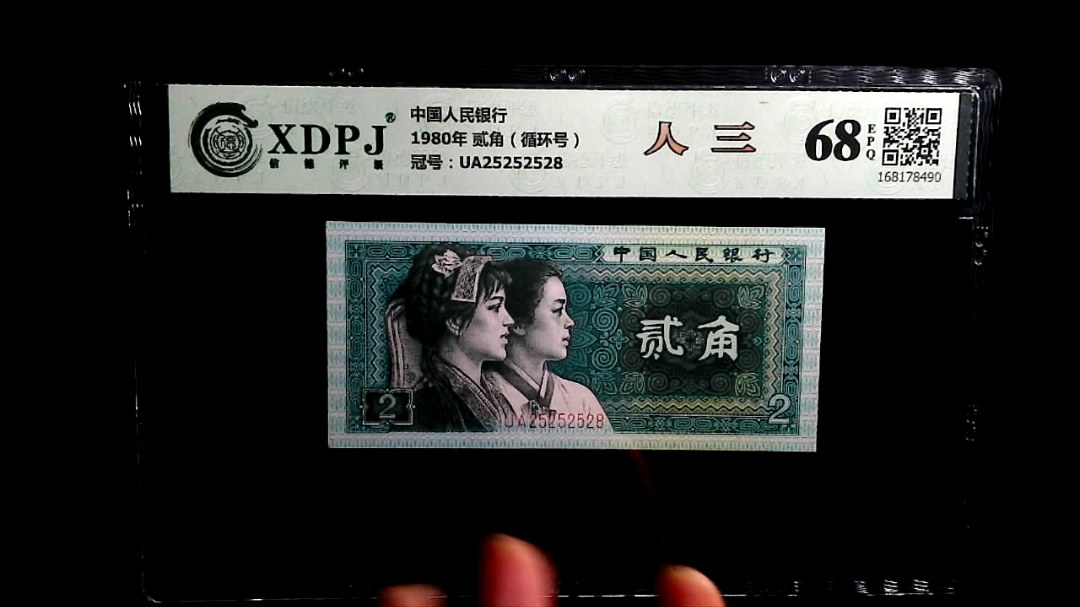 XDPJ®
信德评级
中国人民银行
1980年 贰角（循环号）
冠号：UA25252528
人 三
68
EPQ
168178490
中国人民银行
贰角
2
2
UA25252528